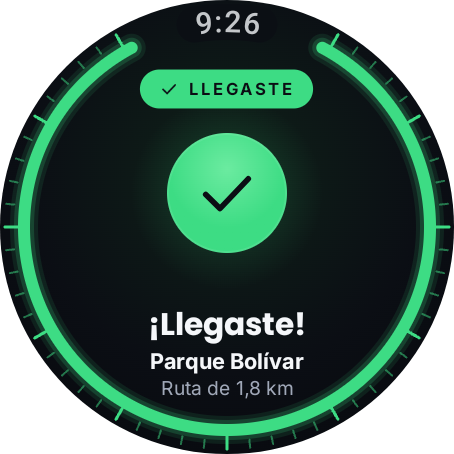 9:26
LLEGASTE
¡Llegaste!
Parque Bolívar
Ruta de 1,8 km